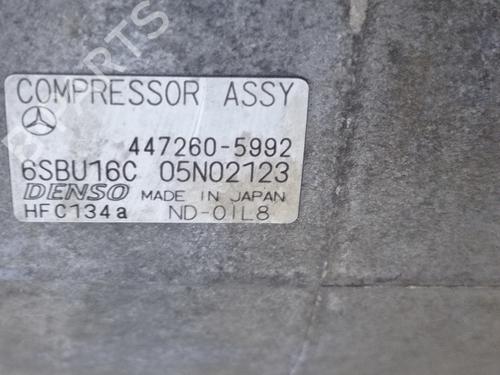 COMPRESSOR ASSY
447260-5992
6SBU16C 05N02123
DENSO MADE IN JAPAN
HFC134a ND-OIL8